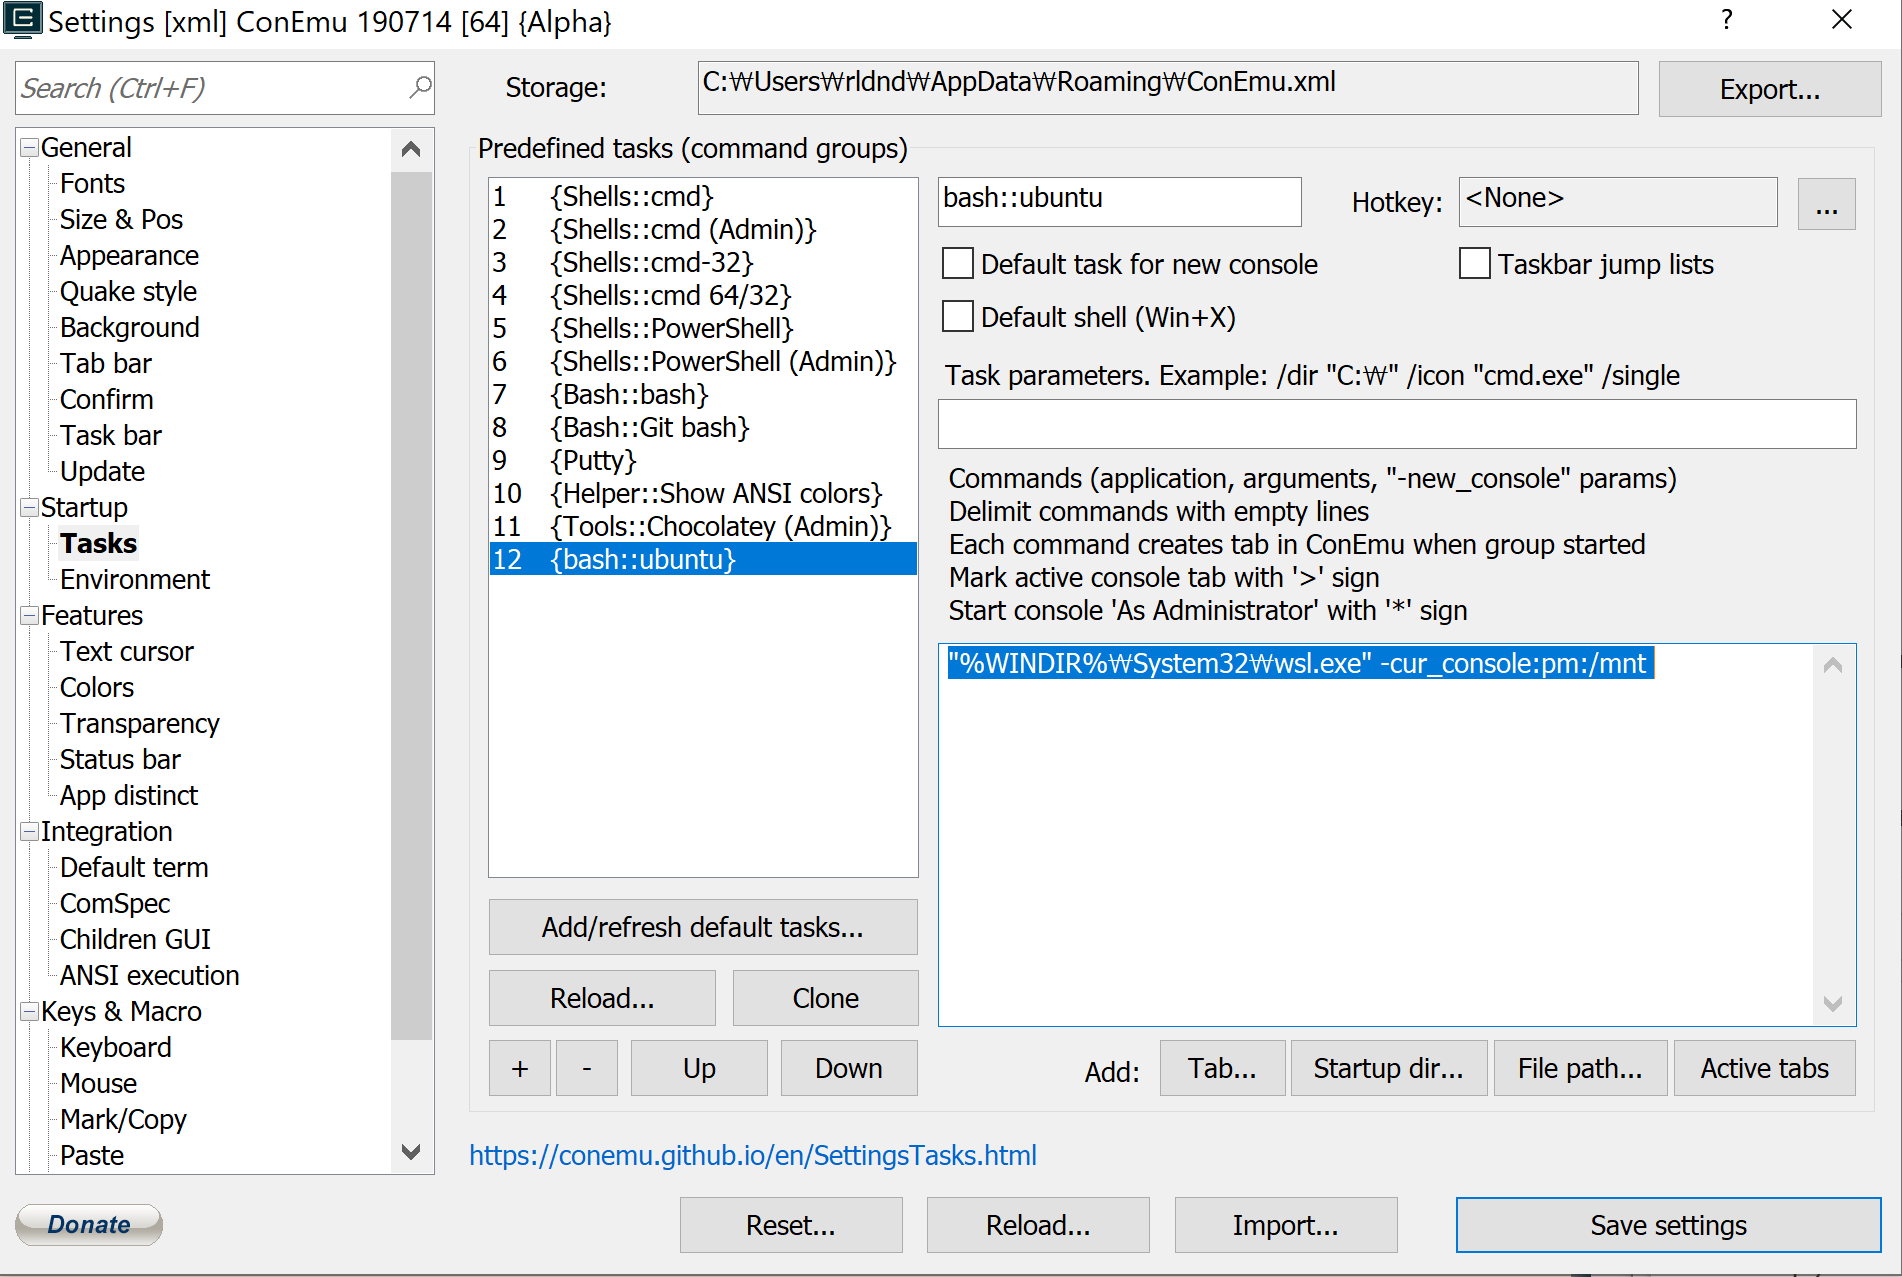 Settings [xml] ConEmu 190714 [64] {Alpha}
?
Search (Ctrl+F)
Storage:
C:₩Users₩rldnd₩AppData₩Roaming₩ConEmu.xml
Export...
General
Fonts
Size & Pos
Appearance
Quake style
Background
Tab bar
Confirm
Task bar
Update
Startup
Tasks
Environment
Features
Text cursor
Colors
Transparency
Status bar
App distinct
Integration
Default term
ComSpec
Children GUI
ANSI execution
Keys & Macro
Keyboard
Mouse
Mark/Copy
Paste
Predefined tasks (command groups)
1 {Shells::cmd}
2 {Shells::cmd (Admin)}
3 {Shells::cmd-32}
4 {Shells::cmd 64/32}
5 {Shells::PowerShell}
6 {Shells::PowerShell (Admin)}
7 {Bash::bash}
8 {Bash::Git bash}
9 {Putty}
10 {Helper::Show ANSI colors}
11 {Tools::Chocolatey (Admin)}
12 {bash::ubuntu}
Add/refresh default tasks...
Reload...
Clone
+
-
Up
Down
bash::ubuntu
Hotkey:
<None>
...
Default task for new console
Taskbar jump lists
Default shell (Win+X)
Task parameters. Example: /dir "C:₩" /icon "cmd.exe" /single
Commands (application, arguments, "-new_console" params)
Delimit commands with empty lines
Each command creates tab in ConEmu when group started
Mark active console tab with '>' sign
Start console 'As Administrator' with '*' sign
"%WINDIR%₩System32₩wsl.exe" -cur_console:pm:/mnt
Add:
Tab...
Startup dir...
File path...
Active tabs
https://conemu.github.io/en/SettingsTasks.html
Donate
Reset...
Reload...
Import...
Save settings